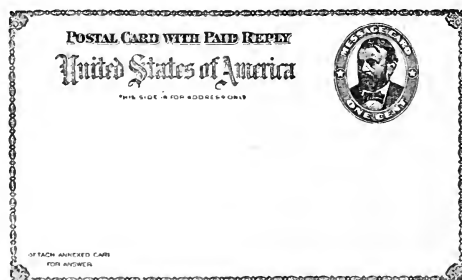 POSTAL CARD WITH PAID REPLY
United States of America
THIS SIDE IS FOR ADDRESS ONLY
MESSAGE CARD
ONE CENT
ATTACH ANNEXED CARD
FOR ANSWER